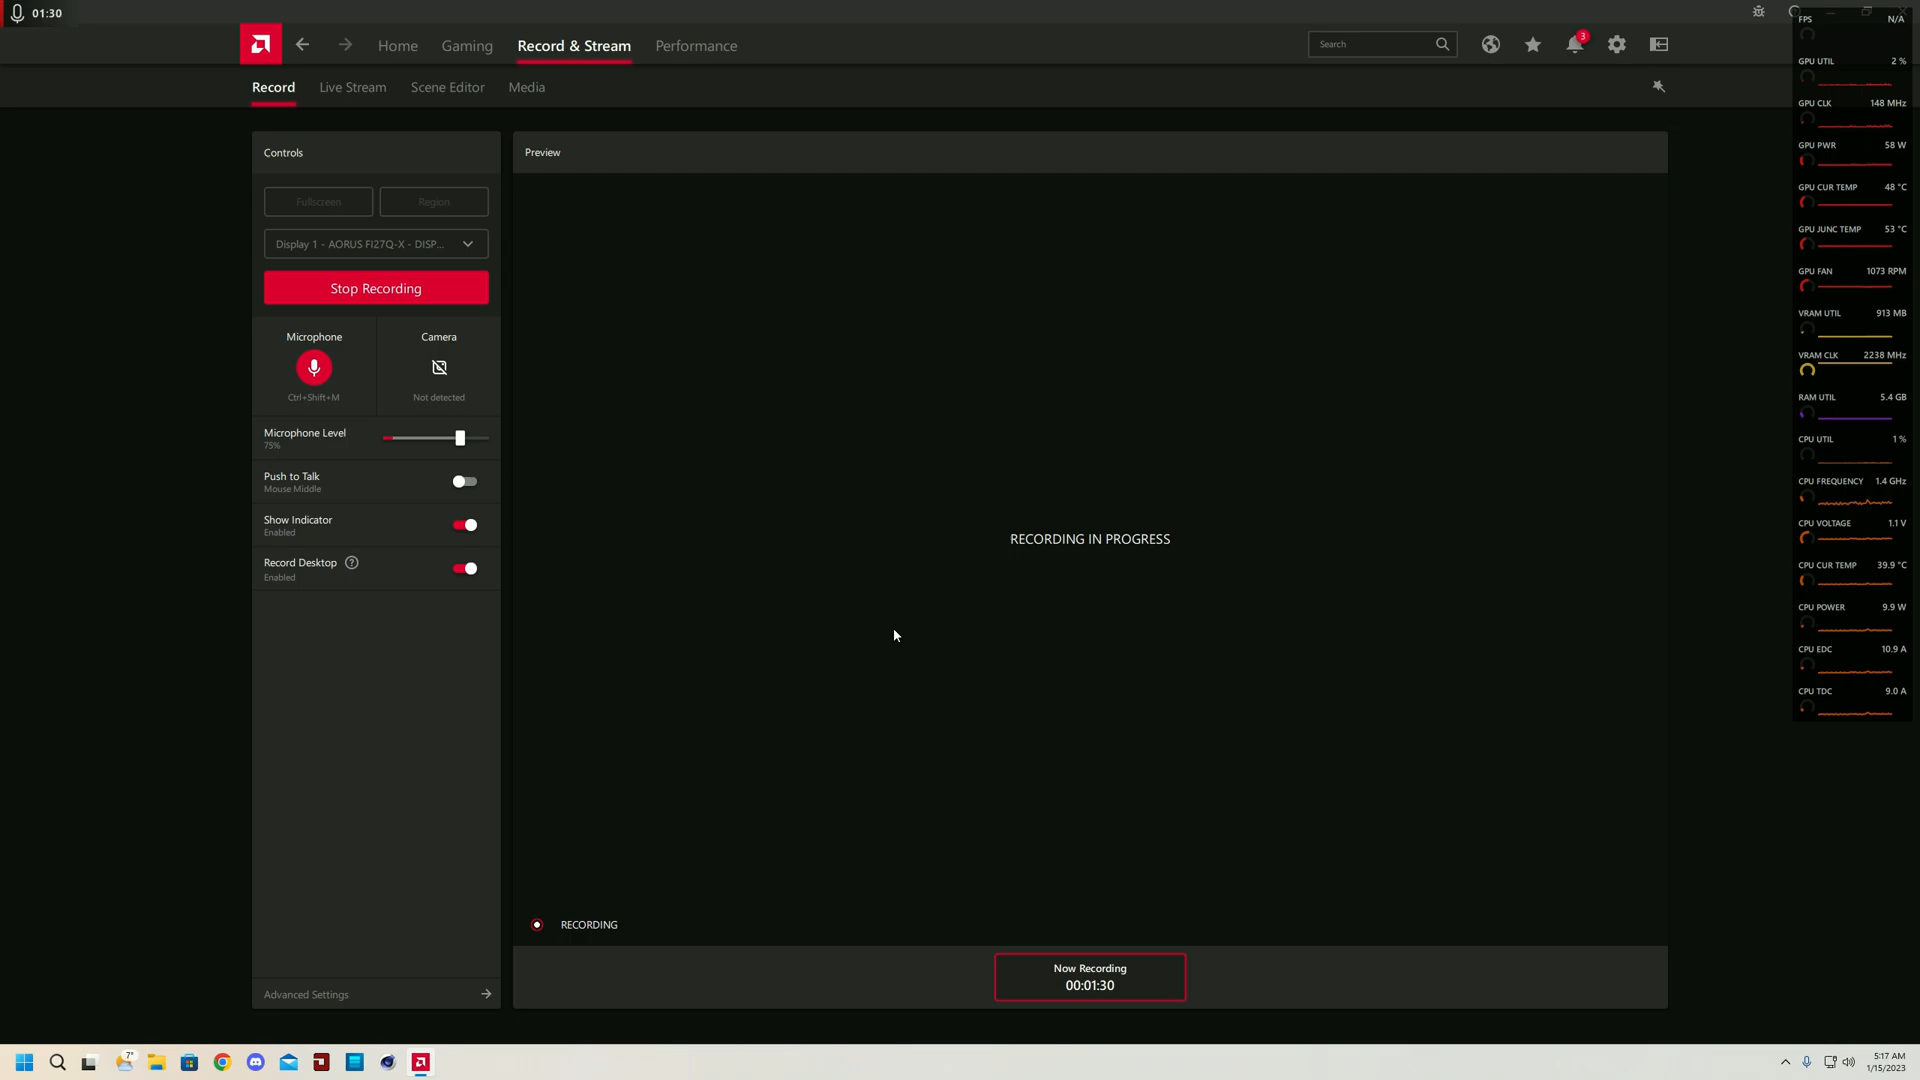 01:30
Home
Gaming
Record & Stream
Performance
Search
3
Record
Live Stream
Scene Editor
Media
Controls
Fullscreen
Region
Display 1 - AORUS FI27Q-X - DISP...
Stop Recording
Microphone
Camera
Ctrl+Shift+M
Not detected
Microphone Level
75%
Push to Talk
Mouse Middle
Show Indicator
Enabled
Record Desktop ?
Enabled
Advanced Settings
Preview
RECORDING IN PROGRESS
RECORDING
Now Recording
00:01:30
FPS N/A
GPU UTIL 2 %
GPU CLK 148 MHz
GPU PWR 58 W
GPU CUR TEMP 48 °C
GPU JUNC TEMP 53 °C
GPU FAN 1073 RPM
VRAM UTIL 913 MB
VRAM CLK 2238 MHz
RAM UTIL 5.4 GB
CPU UTIL 1 %
CPU FREQUENCY 1.4 GHz
CPU VOLTAGE 1.1 V
CPU CUR TEMP 39.9 °C
CPU POWER 9.9 W
CPU EDC 10.9 A
CPU TDC 9.0 A
7°
5:17 AM
1/15/2023